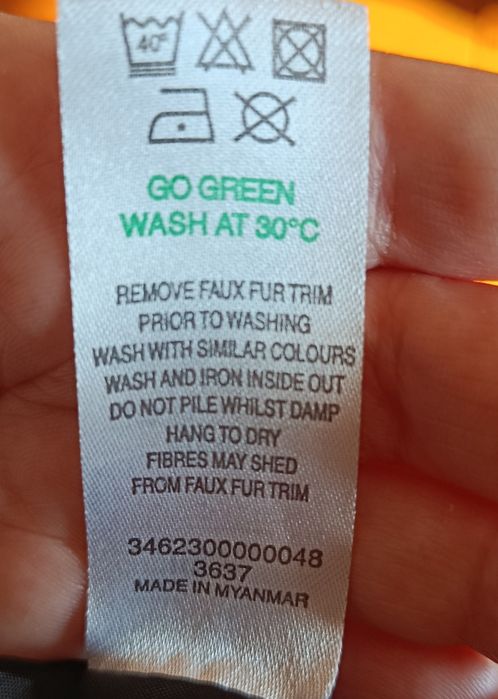 40°
GO GREEN
WASH AT 30°C
REMOVE FAUX FUR TRIM
PRIOR TO WASHING
WASH WITH SIMILAR COLOURS
WASH AND IRON INSIDE OUT
DO NOT PILE WHILST DAMP
HANG TO DRY
FIBRES MAY SHED
FROM FAUX FUR TRIM
3462300000048
3637
MADE IN MYANMAR